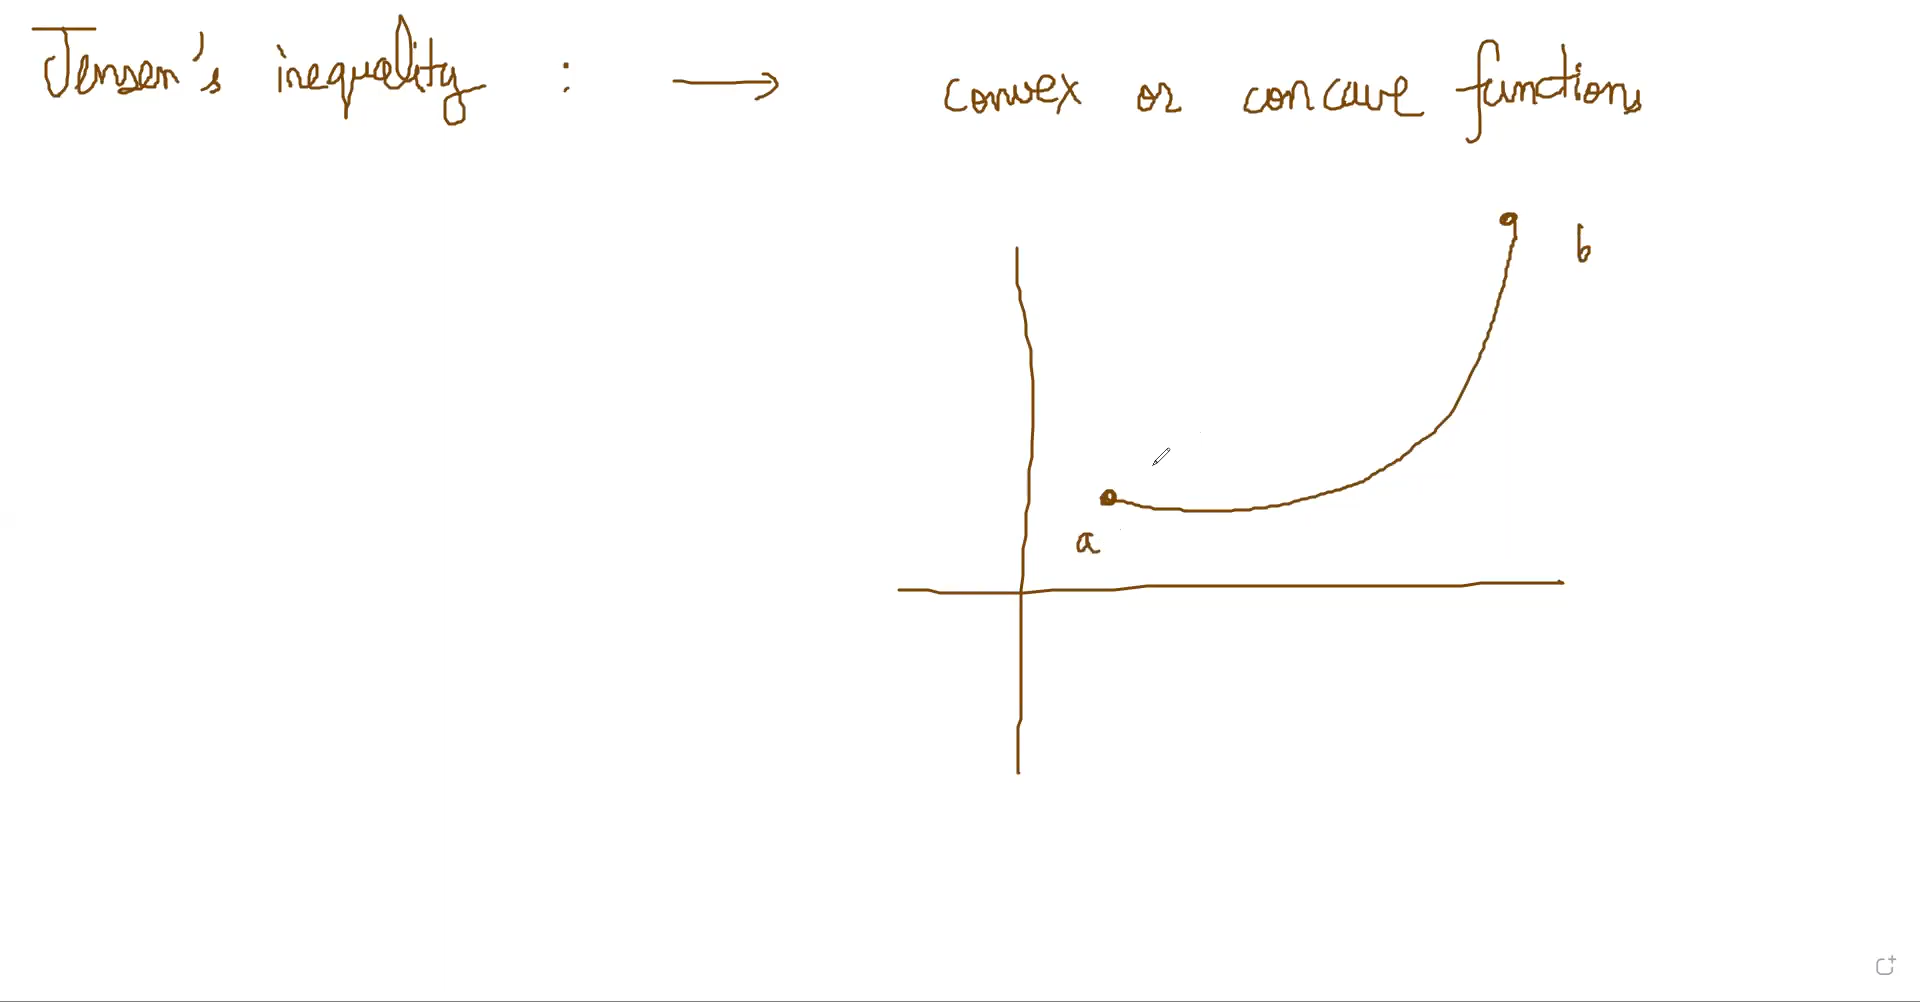 Jensen's inequality : → convex or concave functions
b
a